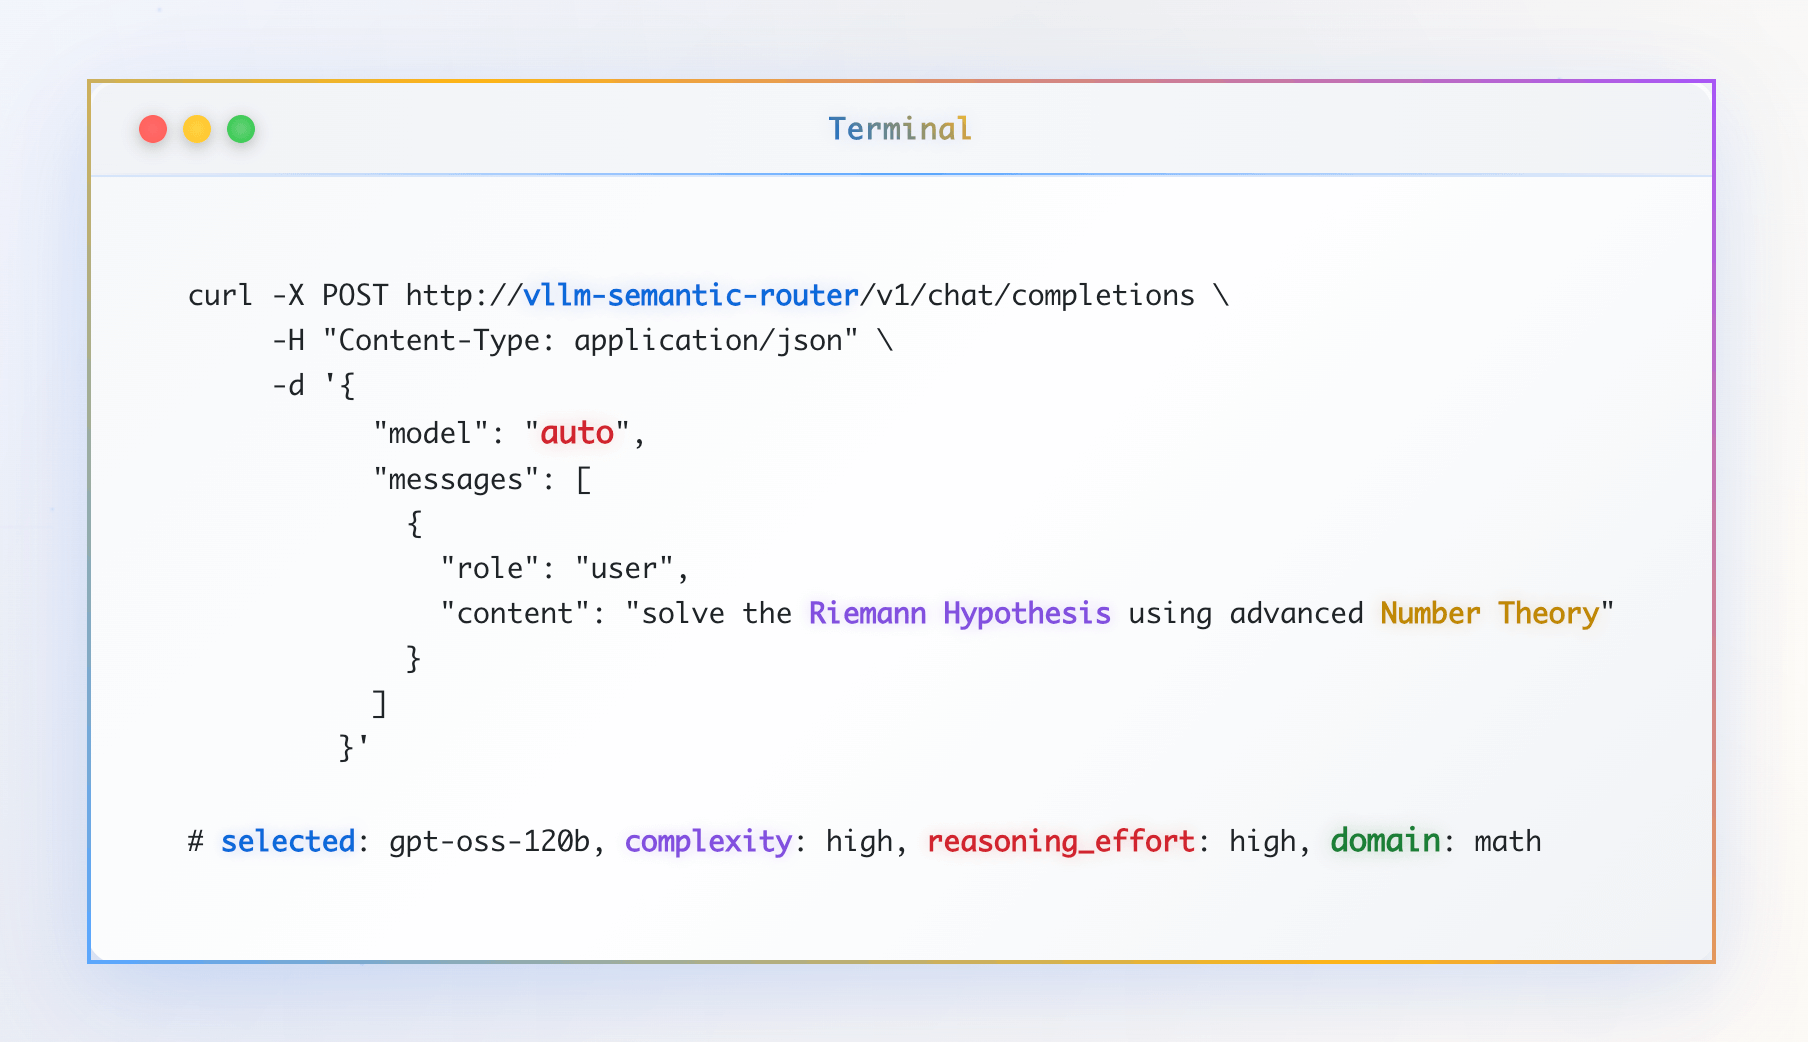 Terminal
curl -X POST http://vllm-semantic-router/v1/chat/completions \
     -H "Content-Type: application/json" \
     -d '{
           "model": "auto",
           "messages": [
             {
               "role": "user",
               "content": "solve the Riemann Hypothesis using advanced Number Theory"
             }
           ]
         }'
# selected: gpt-oss-120b, complexity: high, reasoning_effort: high, domain: math